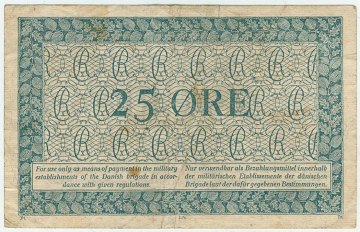 25 ØRE
For use only as means of payment in the military
establishments of the Danish brigade in accor-
dance with given regulations.
Nur verwendbar als Bezahlungsmittel innerhalb
der militärischen Etablissemente der dänischen
Brigade laut der dafür gegebenen Bestimmungen.